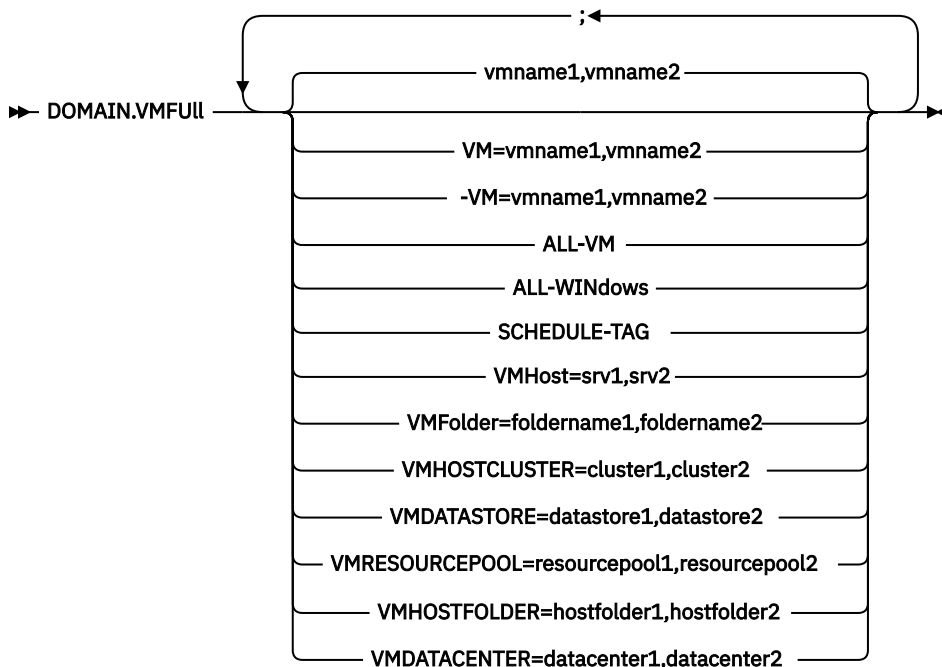 ;
vmname1,vmname2
DOMAIN.VMFUll
VM=vmname1,vmname2
-VM=vmname1,vmname2
ALL-VM
ALL-WINdows
SCHEDULE-TAG
VMHost=srv1,srv2
VMFolder=foldername1,foldername2
VMHOSTCLUSTER=cluster1,cluster2
VMDATASTORE=datastore1,datastore2
VMRESOURCEPOOL=resourcepool1,resourcepool2
VMHOSTFOLDER=hostfolder1,hostfolder2
VMDATACENTER=datacenter1,datacenter2